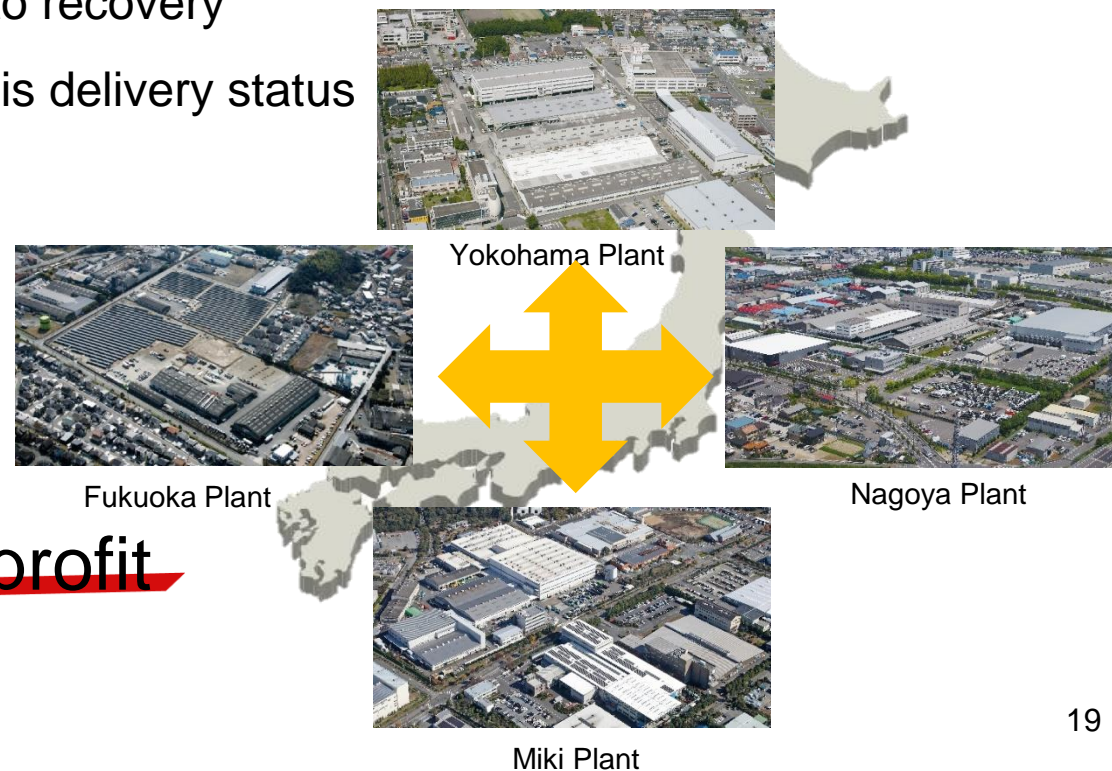 o recovery
is delivery status
Yokohama Plant
Fukuoka Plant
Nagoya Plant
profit
Miki Plant
19